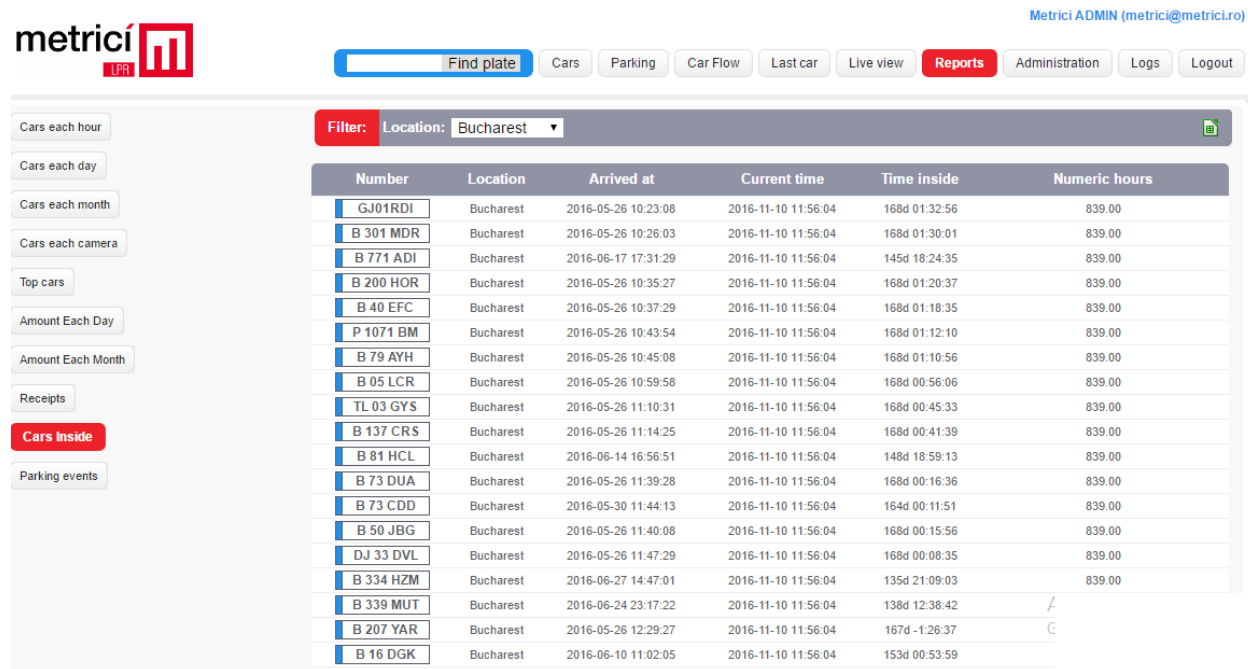 Metrici ADMIN (metrici@metrici.ro)
metrici
LPR
Find plate Cars Parking Car Flow Last car Live view Reports Administration Logs Logout
Cars each hour
Cars each day
Cars each month
Cars each camera
Top cars
Amount Each Day
Amount Each Month
Receipts
Cars Inside
Parking events
Filter: Location: Bucharest
Number Location Arrived at Current time Time inside Numeric hours
GJ01RDI Bucharest 2016-05-26 10:23:08 2016-11-10 11:56:04 168d 01:32:56 839.00
B 301 MDR Bucharest 2016-05-26 10:26:03 2016-11-10 11:56:04 168d 01:30:01 839.00
B 771 ADI Bucharest 2016-06-17 17:31:29 2016-11-10 11:56:04 145d 18:24:35 839.00
B 200 HOR Bucharest 2016-05-26 10:35:27 2016-11-10 11:56:04 168d 01:20:37 839.00
B 40 EFC Bucharest 2016-05-26 10:37:29 2016-11-10 11:56:04 168d 01:18:35 839.00
P 1071 BM Bucharest 2016-05-26 10:43:54 2016-11-10 11:56:04 168d 01:12:10 839.00
B 79 AYH Bucharest 2016-05-26 10:45:08 2016-11-10 11:56:04 168d 01:10:56 839.00
B 05 LCR Bucharest 2016-05-26 10:59:58 2016-11-10 11:56:04 168d 00:56:06 839.00
TL 03 GYS Bucharest 2016-05-26 11:10:31 2016-11-10 11:56:04 168d 00:45:33 839.00
B 137 CRS Bucharest 2016-05-26 11:14:25 2016-11-10 11:56:04 168d 00:41:39 839.00
B 81 HCL Bucharest 2016-06-14 16:56:51 2016-11-10 11:56:04 148d 18:59:13 839.00
B 73 DUA Bucharest 2016-05-26 11:39:28 2016-11-10 11:56:04 168d 00:16:36 839.00
B 73 CDD Bucharest 2016-05-30 11:44:13 2016-11-10 11:56:04 164d 00:11:51 839.00
B 50 JBG Bucharest 2016-05-26 11:40:08 2016-11-10 11:56:04 168d 00:15:56 839.00
DJ 33 DVL Bucharest 2016-05-26 11:47:29 2016-11-10 11:56:04 168d 00:08:35 839.00
B 334 HZM Bucharest 2016-06-27 14:47:01 2016-11-10 11:56:04 135d 21:09:03 839.00
B 339 MUT Bucharest 2016-06-24 23:17:22 2016-11-10 11:56:04 138d 12:38:42
B 207 YAR Bucharest 2016-05-26 12:29:27 2016-11-10 11:56:04 167d -1:26:37
B 16 DGK Bucharest 2016-06-10 11:02:05 2016-11-10 11:56:04 153d 00:53:59